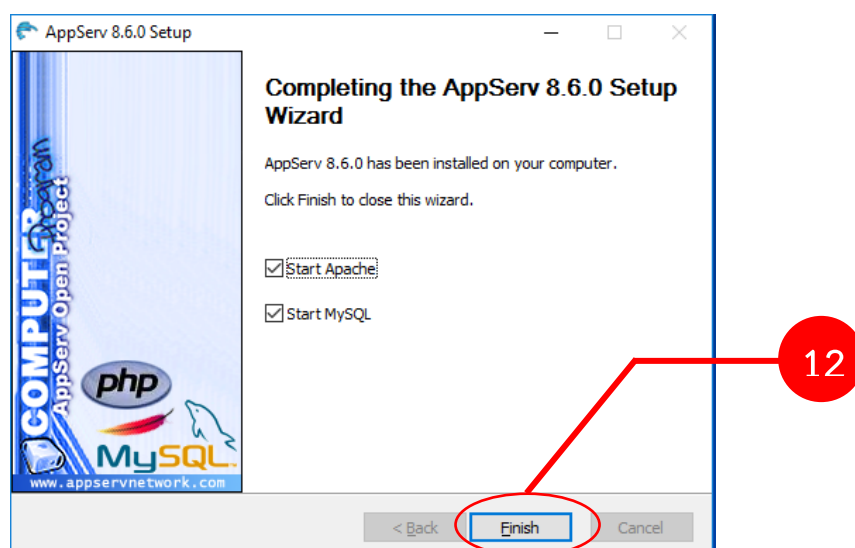 AppServ 8.6.0 Setup
Completing the AppServ 8.6.0 Setup
Wizard
AppServ 8.6.0 has been installed on your computer.
Click Finish to close this wizard.
Start Apache
Start MySQL
COMPUTER
Program
AppServ Open Project
php
MySQL
www.appservnetwork.com
12
< Back
Finish
Cancel